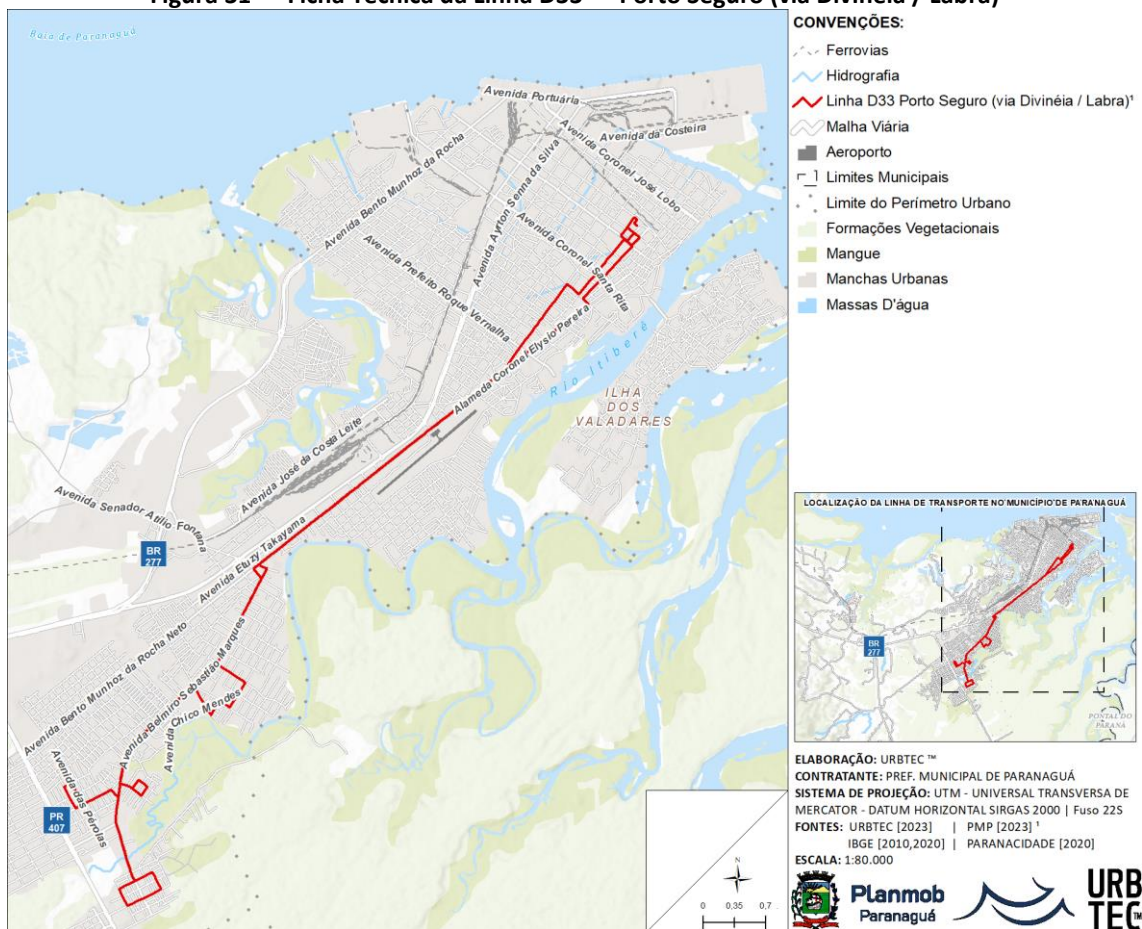 Figura 31 – Ficha Técnica da Linha D33 – Porto Seguro (via Divinéia / Labra)
Baía de Paranaguá
Avenida Portuária
Avenida da Costeira
Avenida Coronel José Lobo
Avenida Bento Munhoz da Rocha
Avenida Ayrton Senna da Silva
Avenida Coronel Santa Rita
Avenida Prefeito Roque Vernalha
Alameda Coronel Elysio Pereira
Rio Itiberê
ILHA
DOS
VALADARES
Avenida José da Costa Leite
Avenida Senador Atílio Fontana
BR
277
Avenida Etuzy Takayama
Avenida Bento Munhoz da Rocha Neto
Avenida Belmiro Sebastião Marques
Avenida Chico Mendes
Avenida das Pérolas
PR
407
N
0 0,35 0,7
CONVENÇÕES:
Ferrovias
Hidrografia
Linha D33 Porto Seguro (via Divinéia / Labra)¹
Malha Viária
Aeroporto
Limites Municipais
Limite do Perímetro Urbano
Formações Vegetacionais
Mangue
Manchas Urbanas
Massas D'água
LOCALIZAÇÃO DA LINHA DE TRANSPORTE NO MUNICÍPIO DE PARANAGUÁ
BR
277
PONTAL DO
PARANÁ
ELABORAÇÃO: URBTEC ™
CONTRATANTE: PREF. MUNICIPAL DE PARANAGUÁ
SISTEMA DE PROJEÇÃO: UTM - UNIVERSAL TRANSVERSA DE
MERCATOR - DATUM HORIZONTAL SIRGAS 2000 | Fuso 22S
FONTES: URBTEC [2023] | PMP [2023] ¹
IBGE [2010,2020] | PARANACIDADE [2020]
ESCALA: 1:80.000
Planmob
Paranaguá
URB
TEC™